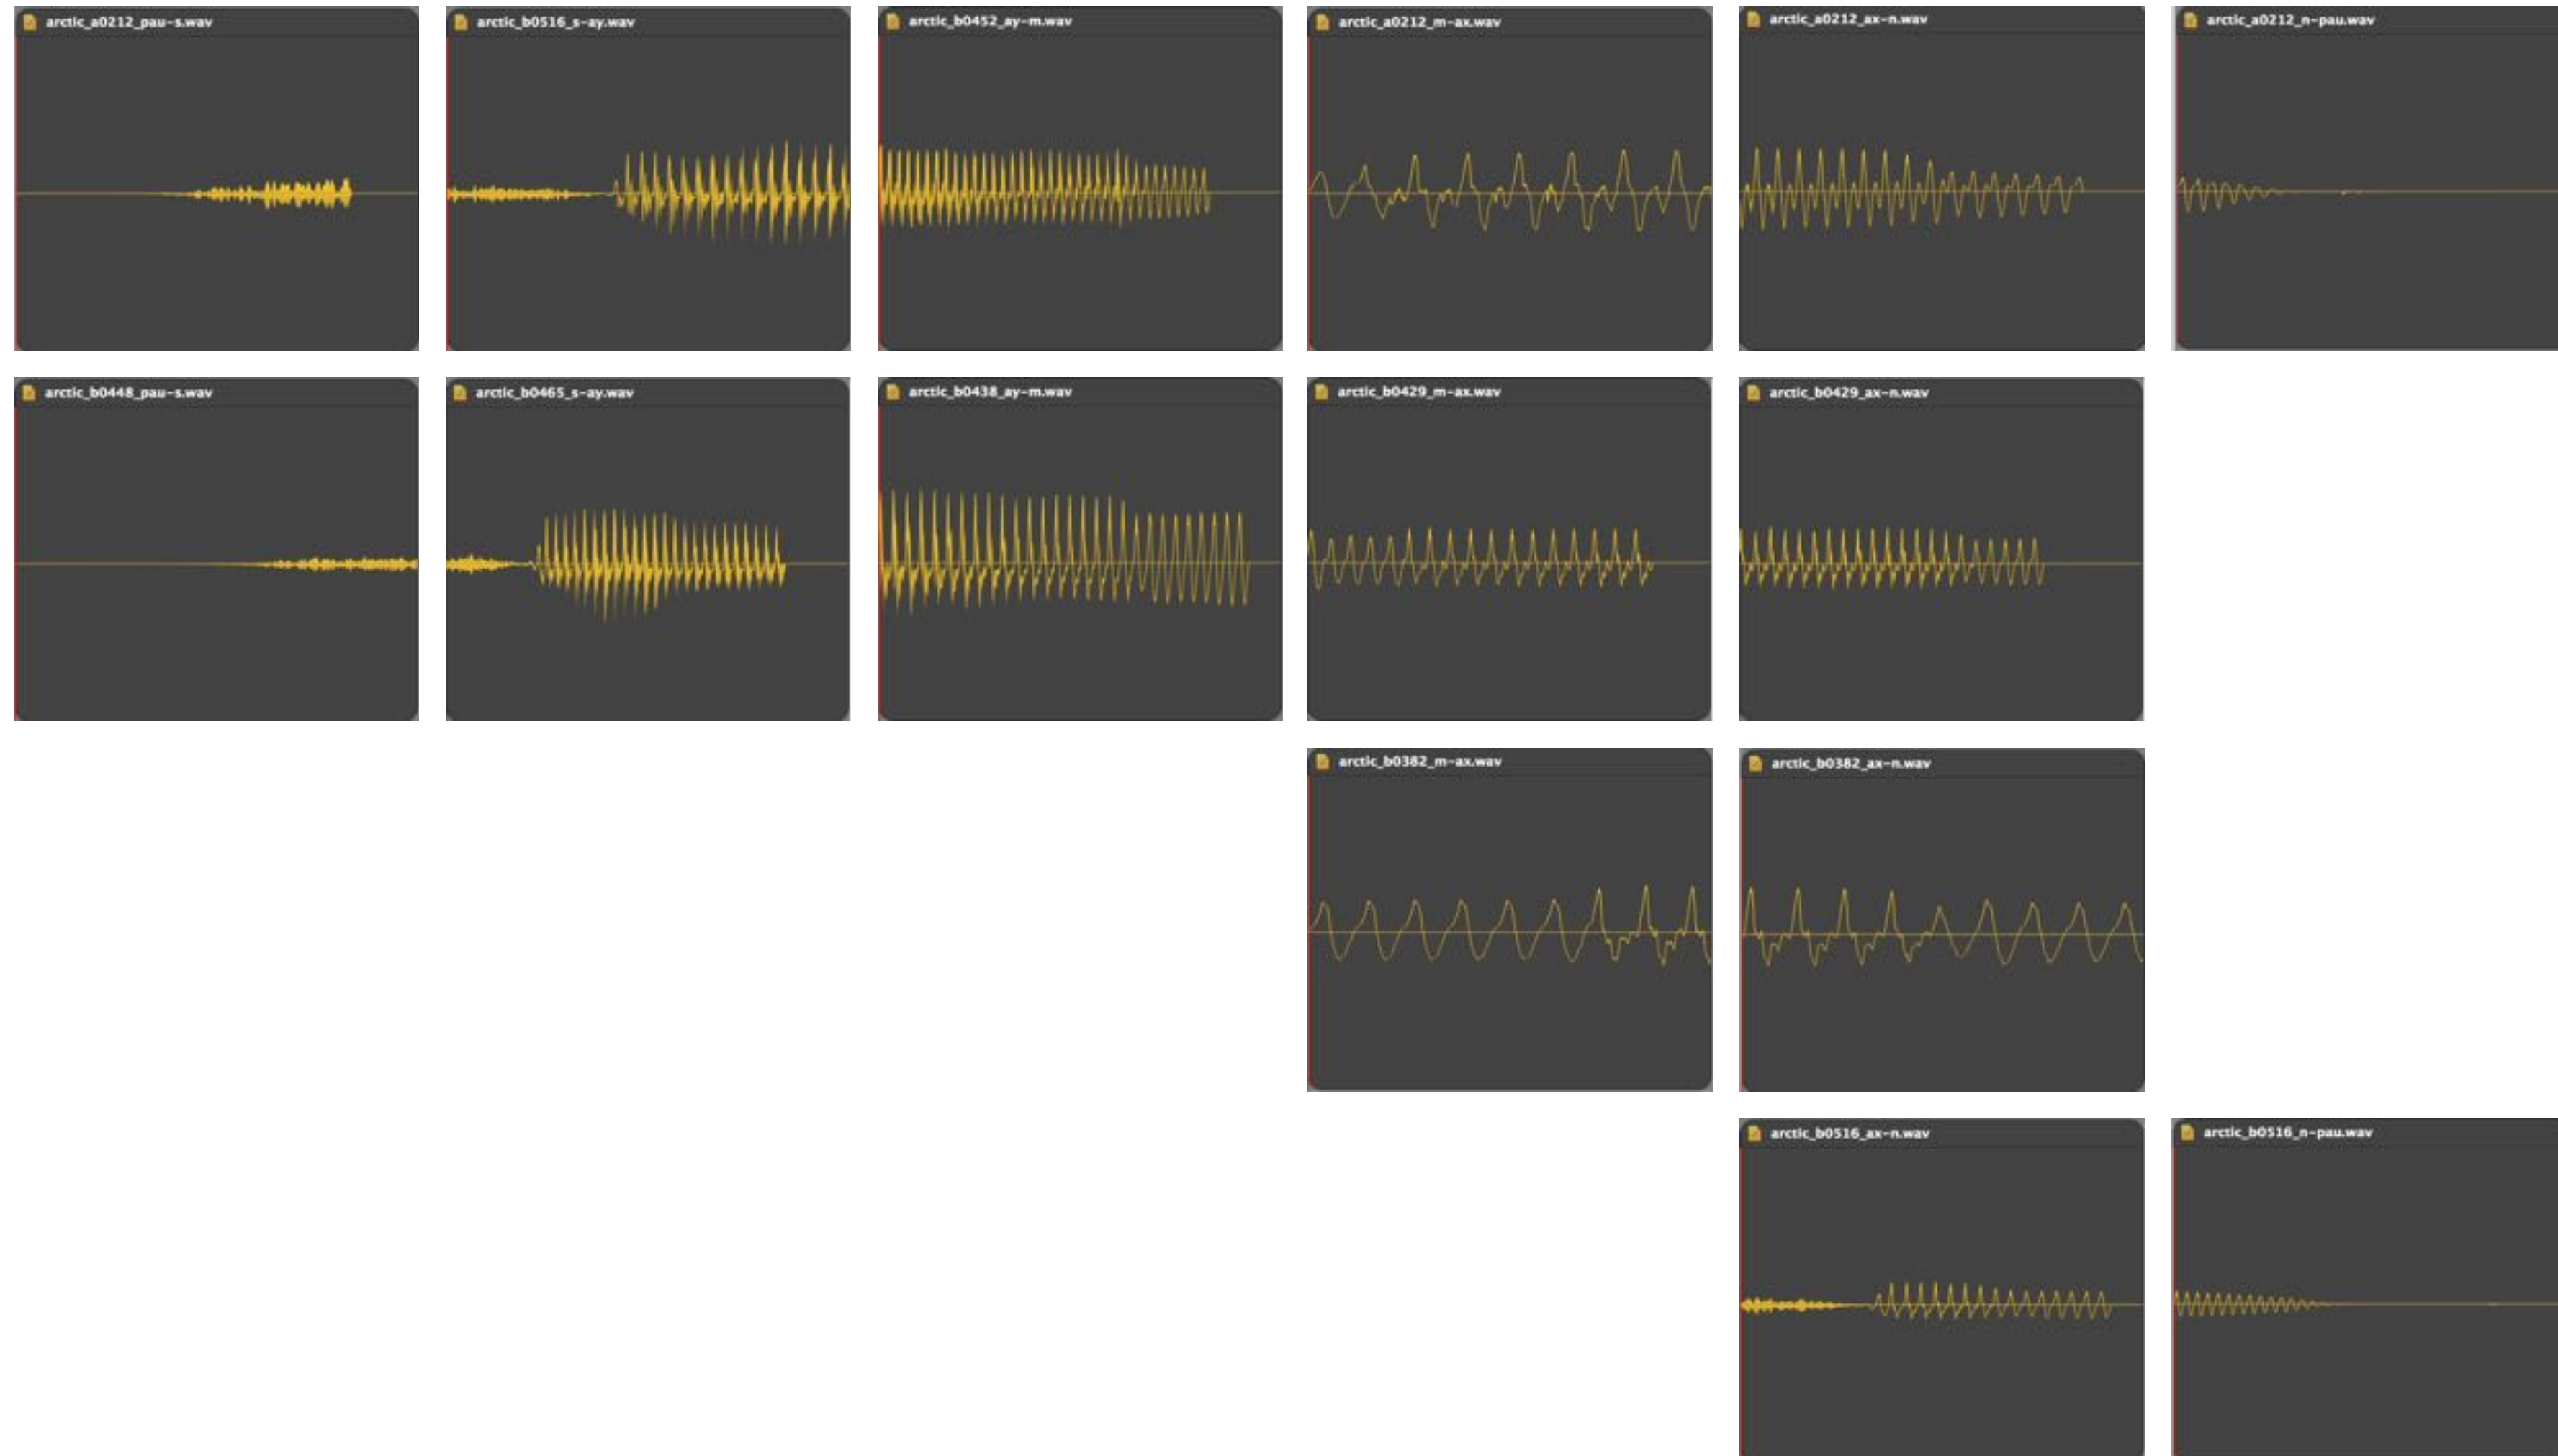 arctic_a0212_pau-s.wav
arctic_b0516_s-ay.wav
arctic_b0452_ay-m.wav
arctic_a0212_m-ax.wav
arctic_a0212_ax-n.wav
arctic_a0212_n-pau.wav
arctic_b0448_pau-s.wav
arctic_b0465_s-ay.wav
arctic_b0438_ay-m.wav
arctic_b0429_m-ax.wav
arctic_b0429_ax-n.wav
arctic_b0382_m-ax.wav
arctic_b0382_ax-n.wav
arctic_b0516_ax-n.wav
arctic_b0516_n-pau.wav